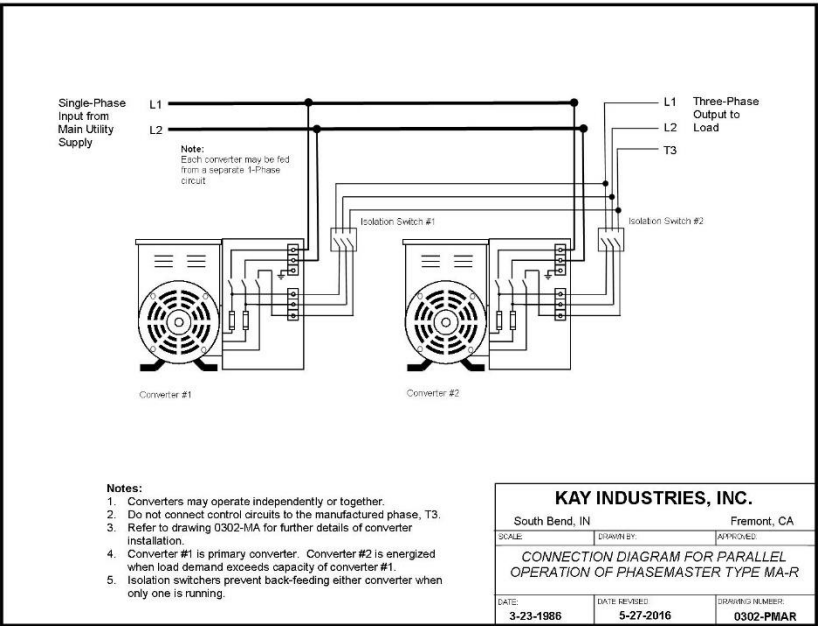 Single-Phase
Input from
Main Utility
Supply
L1
L2
Note:
Each converter may be fed
from a separate 1-Phase
circuit
L1
L2
T3
Three-Phase
Output to
Load
Isolation Switch #1
Isolation Switch #2
Converter #1
Converter #2
Notes:
1. Converters may operate independently or together.
2. Do not connect control circuits to the manufactured phase, T3.
3. Refer to drawing 0302-MA for further details of converter
installation.
4. Converter #1 is primary converter. Converter #2 is energized
when load demand exceeds capacity of converter #1.
5. Isolation switchers prevent back-feeding either converter when
only one is running.
KAY INDUSTRIES, INC.
South Bend, IN
Fremont, CA
SCALE:
DRAWN BY:
APPROVED:
CONNECTION DIAGRAM FOR PARALLEL
OPERATION OF PHASEMASTER TYPE MA-R
DATE:
3-23-1986
DATE REVISED
5-27-2016
DRAWING NUMBER:
0302-PMAR